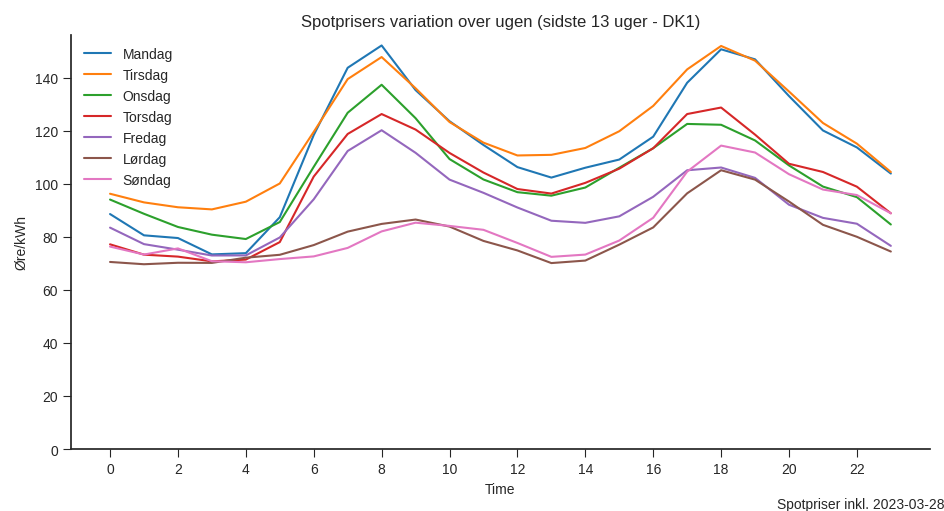 Spotprisers variation over ugen (sidste 13 uger - DK1)
Mandag
Tirsdag
Onsdag
Torsdag
Fredag
Lørdag
Søndag
Øre/kWh
140
120
100
80
60
40
20
0
0 2 4 6 8 10 12 14 16 18 20 22
Time
Spotpriser inkl. 2023-03-28